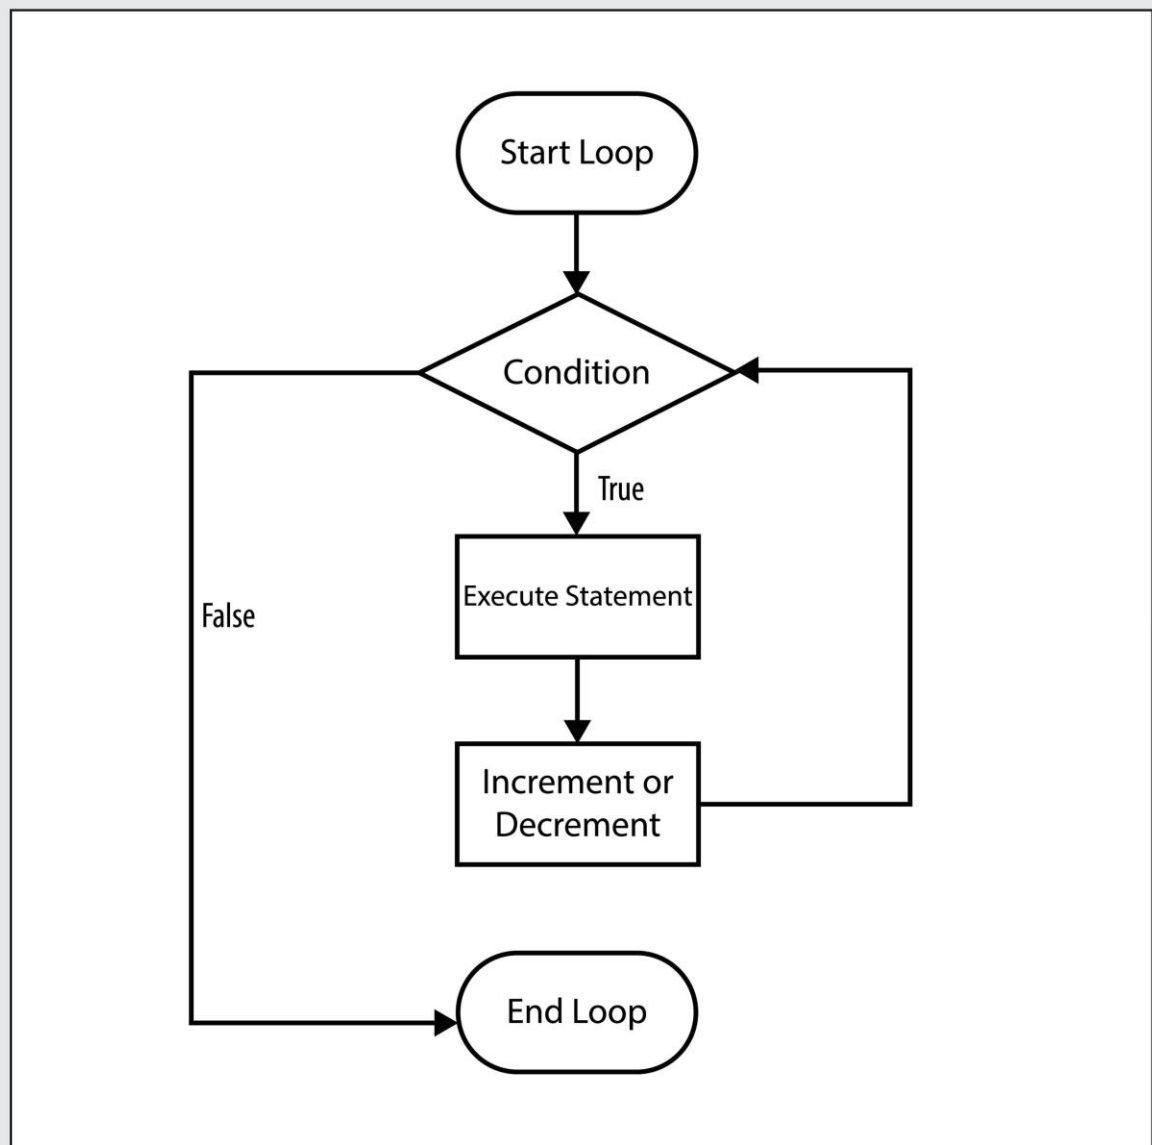 Start Loop
Condition
True
Execute Statement
False
Increment or
Decrement
End Loop